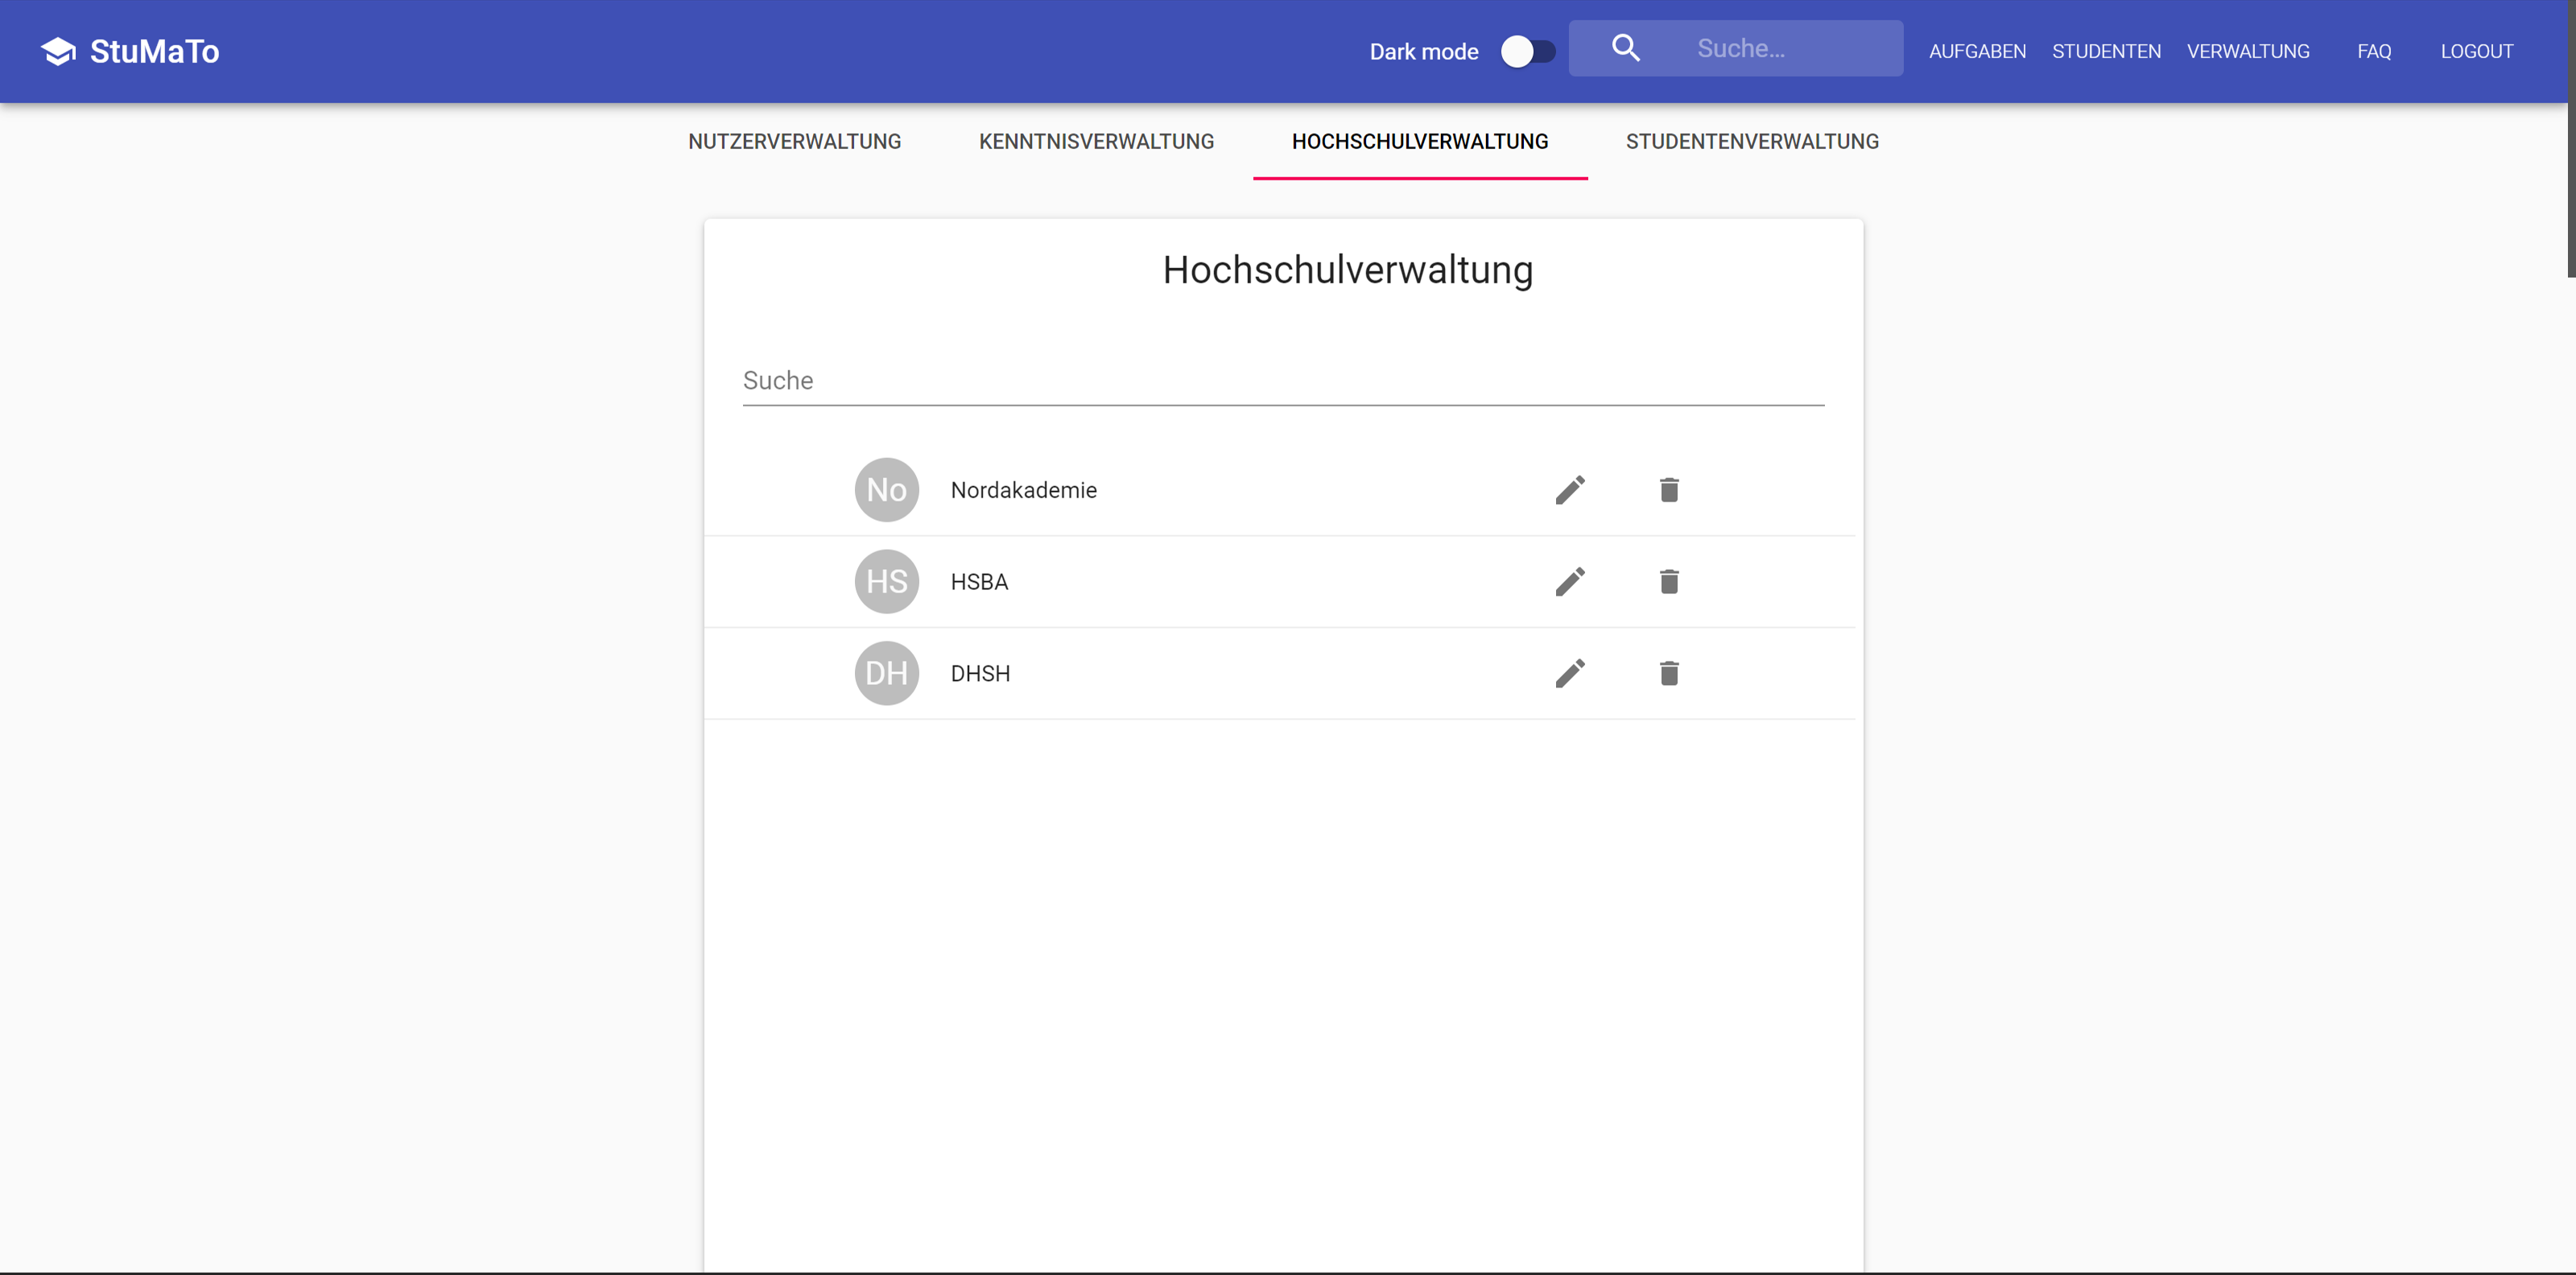 StuMaTo
Dark mode
Suche...
AUFGABEN
STUDENTEN
VERWALTUNG
FAQ
LOGOUT
NUTZERVERWALTUNG
KENNTNISVERWALTUNG
HOCHSCHULVERWALTUNG
STUDENTENVERWALTUNG
Hochschulverwaltung
Suche
No
Nordakademie
HS
HSBA
DH
DHSH